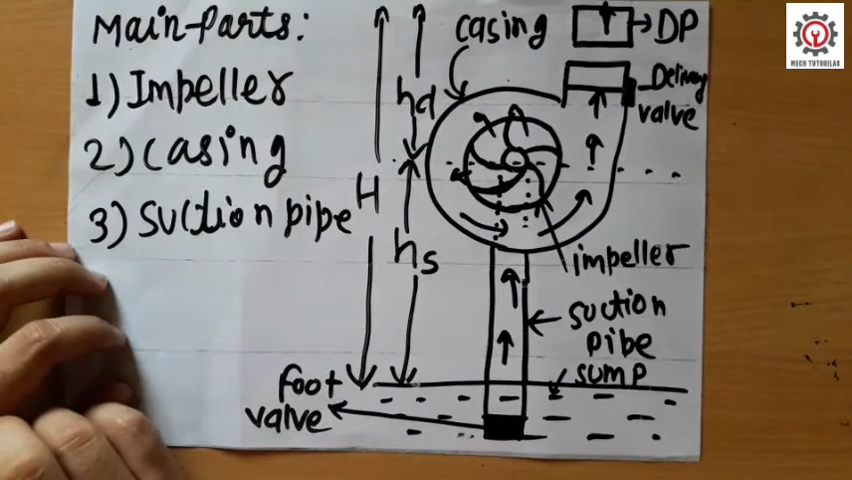 Main-Parts:
1) Impeller
2) Casing
3) Suction pipe
H
hd
hs
casing
DP
Delivery
valve
impeller
suction
pipe
sump
Foot
valve
MECH TUTORILAB